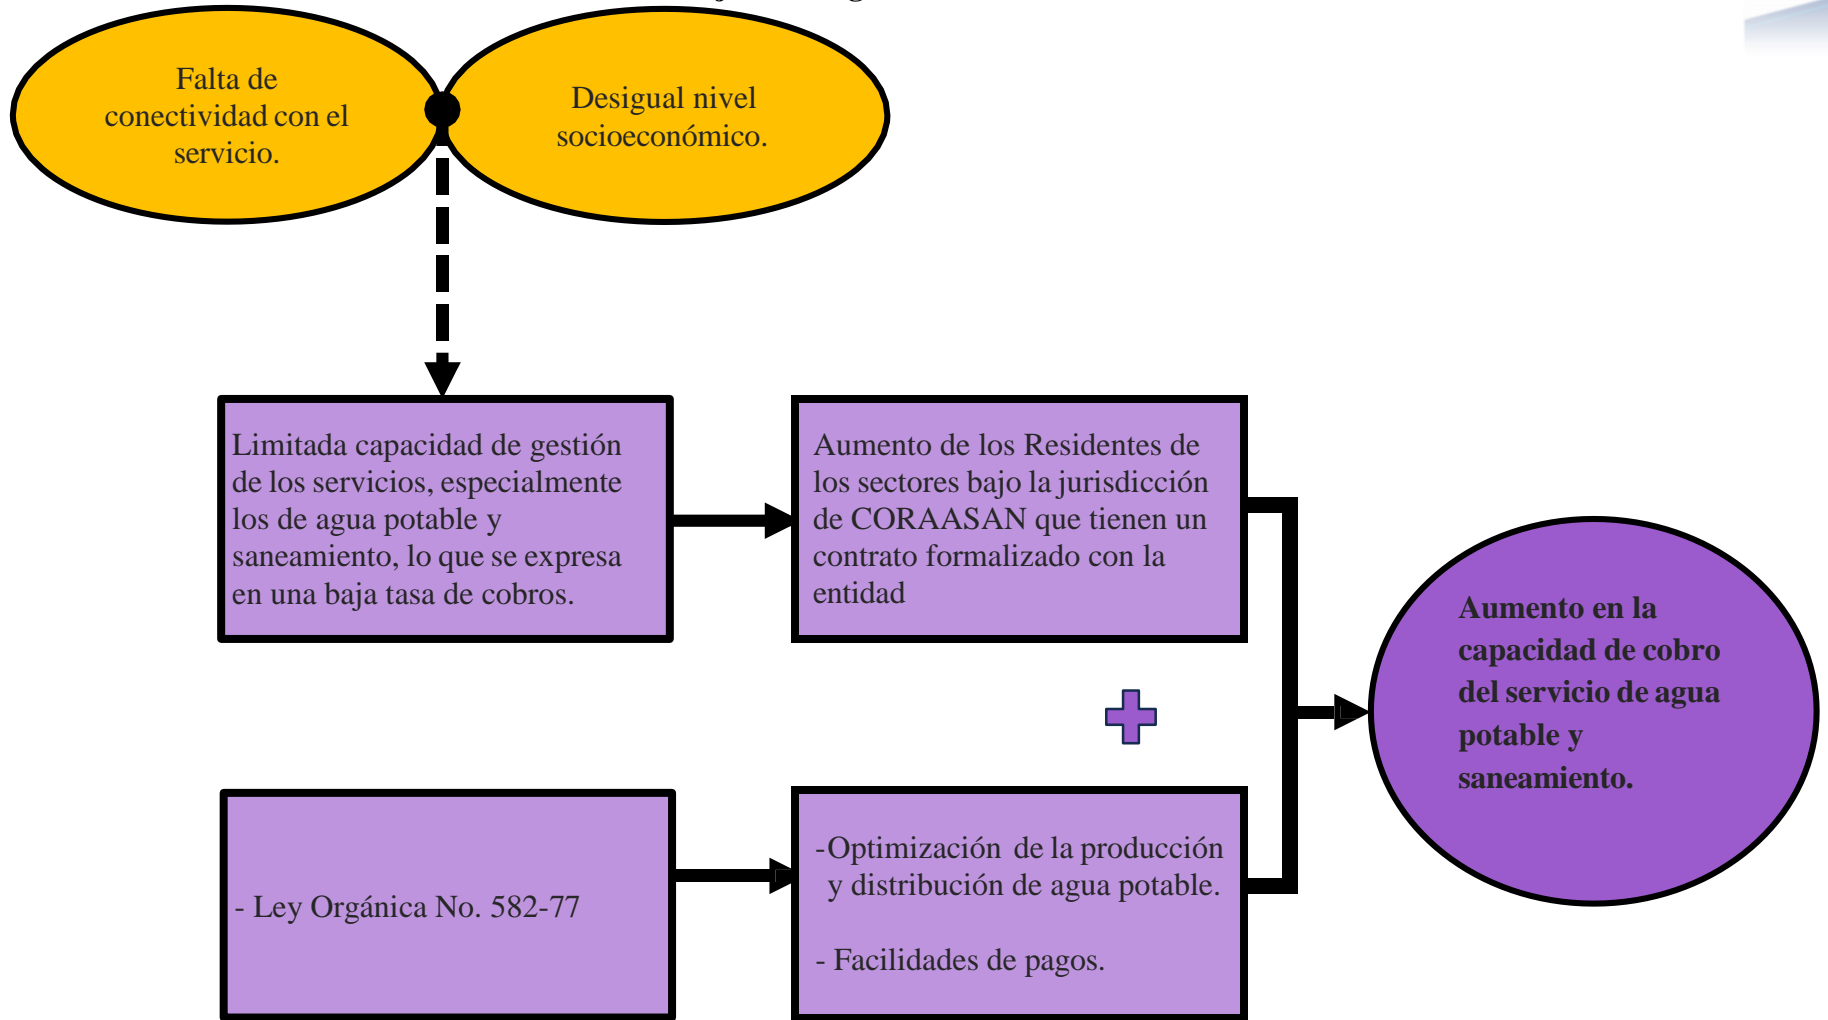 Falta de
conectividad con el
servicio.
Desigual nivel
socioeconómico.
Limitada capacidad de gestión
de los servicios, especialmente
los de agua potable y
saneamiento, lo que se expresa
en una baja tasa de cobros.
Aumento de los Residentes de
los sectores bajo la jurisdicción
de CORAASAN que tienen un
contrato formalizado con la
entidad
Aumento en la
capacidad de cobro
del servicio de agua
potable y
saneamiento.
- Ley Orgánica No. 582-77
-Optimización de la producción
y distribución de agua potable.
- Facilidades de pagos.